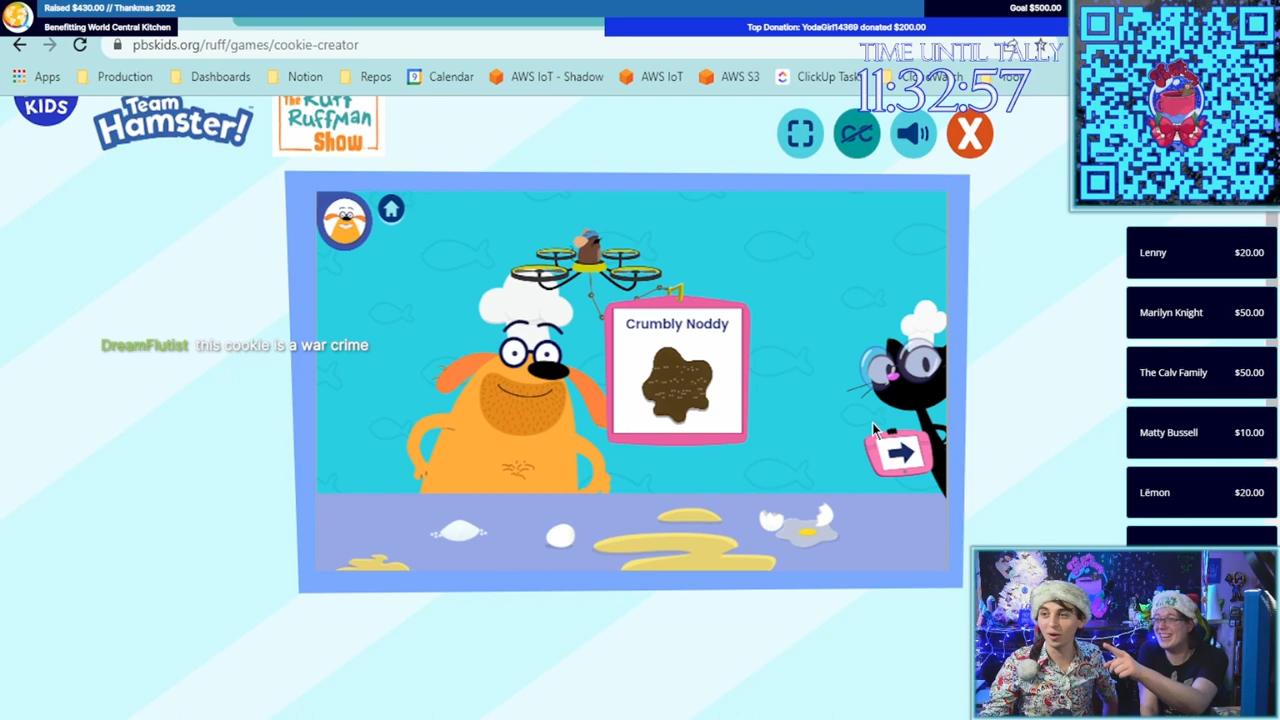 Raised $430.00 // Thankmas 2022
Goal $500.00
Benefitting World Central Kitchen
Top Donation: YodaGirl14369 donated $200.00
pbskids.org/ruff/games/cookie-creator
TIME UNTIL TALLY
11:32:57
Apps
Production
Dashboards
Notion
Repos
Calendar
AWS IoT - Shadow
AWS IoT
AWS S3
ClickUp
KIDS
Team
Hamster!
The
Ruff
Ruffman
Show
X
Lenny $20.00
Crumbly Noddy
Marilyn Knight $50.00
DreamFlutist this cookie is a war crime
The Calv Family $50.00
Matty Bussell $10.00
Lēmon $20.00